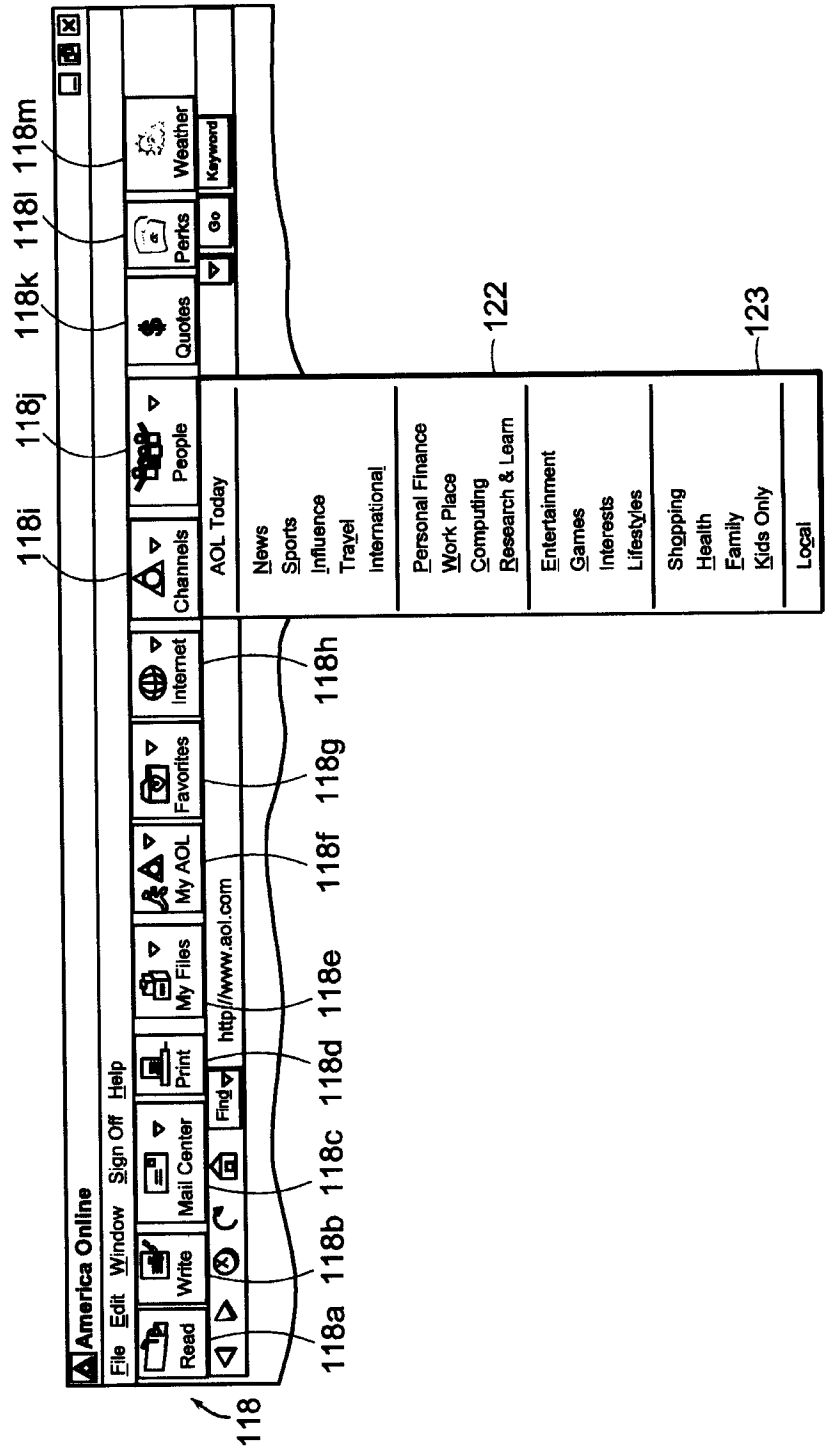 America Online
File Edit Window Sign Off Help
118i 118j 118k 118l 118m
Read Write Mail Center Print My Files My AOL Favorites Internet Channels People Quotes Perks Weather
Find http://www.aol.com Go Keyword
118
118a 118b 118c 118d 118e 118f 118g 118h
AOL Today
News
Sports
Influence
Travel
International
Personal Finance
Work Place
Computing
Research & Learn
122
Entertainment
Games
Interests
Lifestyles
Shopping
Health
Family
Kids Only
123
Local